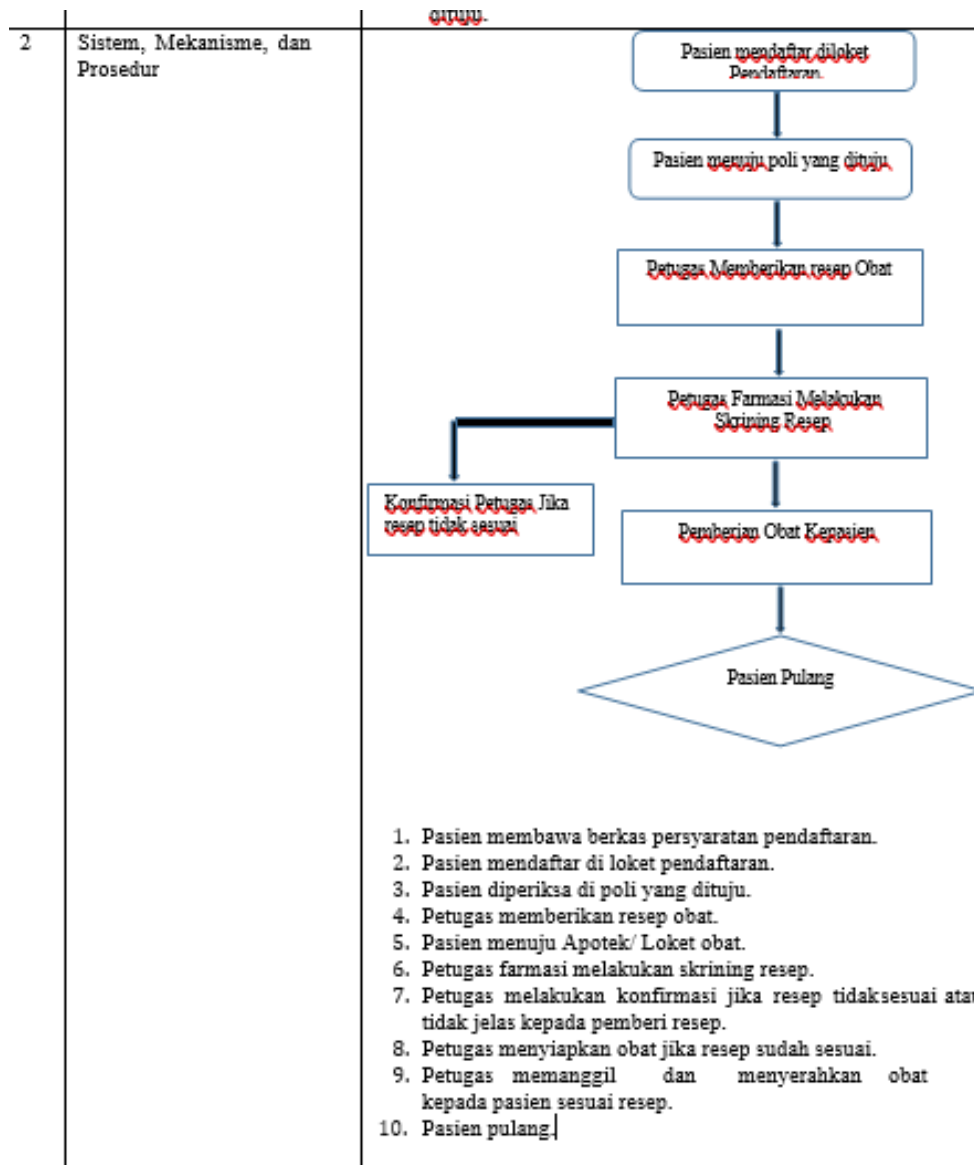 dituju.
2
Sistem, Mekanisme, dan
Prosedur
Pasien mendaftar diloket
Pendaftaran.
Pasien menuju poli yang dituju
Petugas Memberikan resep Obat
Petugas Farmasi Melakukan
Skrining Resep
Konfirmasi Petugas Jika
resep tidak sesuai
Pemberian Obat Kepasien
Pasien Pulang
1. Pasien membawa berkas persyaratan pendaftaran.
2. Pasien mendaftar di loket pendaftaran.
3. Pasien diperiksa di poli yang dituju.
4. Petugas memberikan resep obat.
5. Pasien menuju Apotek/ Loket obat.
6. Petugas farmasi melakukan skrining resep.
7. Petugas melakukan konfirmasi jika resep tidaksesuai atau
tidak jelas kepada pemberi resep.
8. Petugas menyiapkan obat jika resep sudah sesuai.
9. Petugas memanggil dan menyerahkan obat
kepada pasien sesuai resep.
10. Pasien pulang.